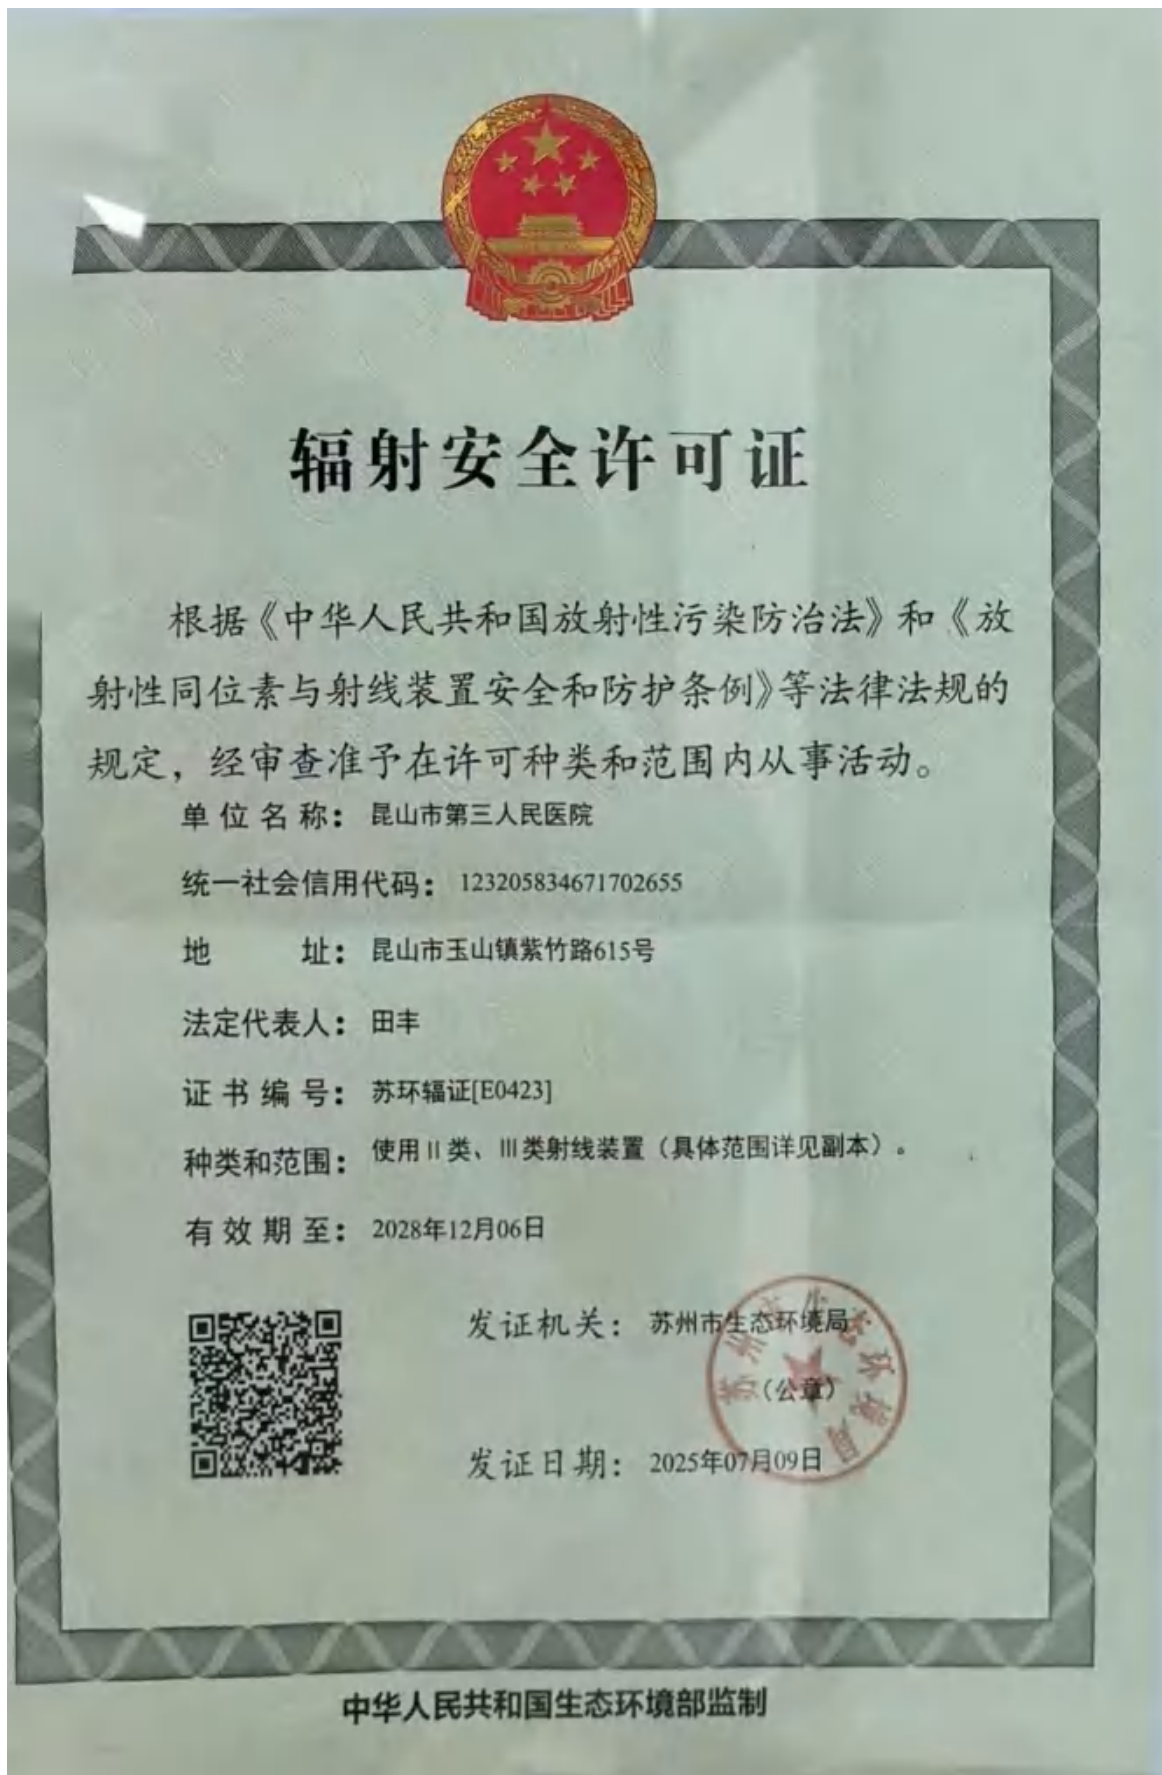 辐射安全许可证
根据《中华人民共和国放射性污染防治法》和《放
射性同位素与射线装置安全和防护条例》等法律法规的
规定，经审查准予在许可种类和范围内从事活动。
单位名称：昆山市第三人民医院
统一社会信用代码：123205834671702655
地 址：昆山市玉山镇紫竹路615号
法定代表人：田丰
证书编号：苏环辐证[E0423]
种类和范围：使用Ⅱ类、Ⅲ类射线装置（具体范围详见副本）。
有效期至：2028年12月06日
发证机关：苏州市生态环境局
（公章）
苏州市生态环境局
发证日期：2025年07月09日
中华人民共和国生态环境部监制